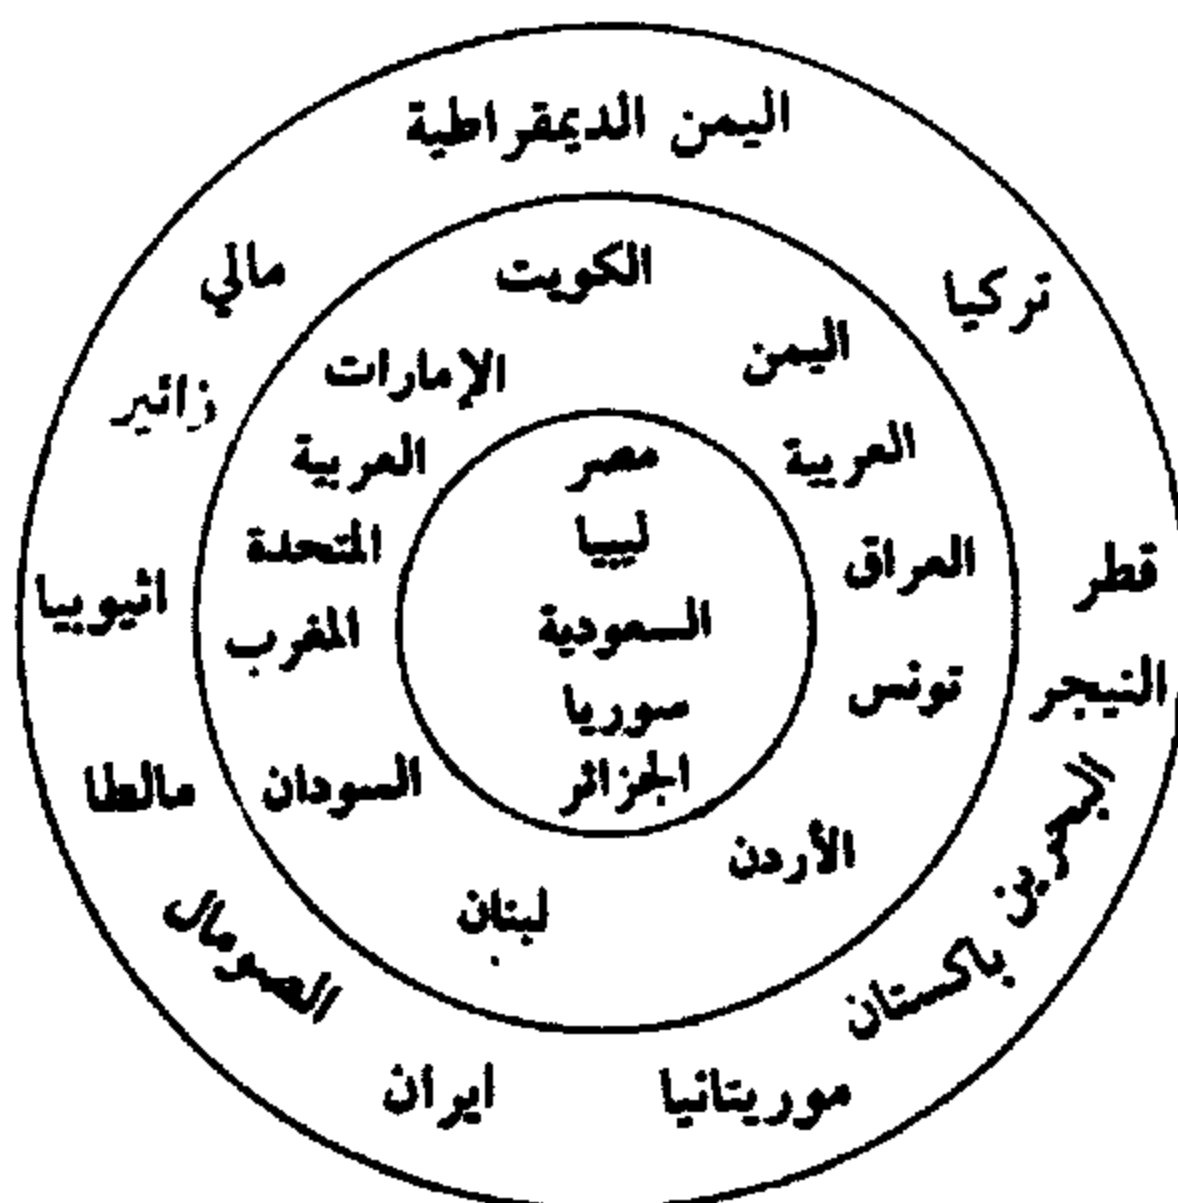 اليمن الديمقراطية
تركيا
مالي
زائير
قطر
اثيوبيا
النيجر
مالطا
البحرين
الصومال
باكستان
ايران
موريتانيا
الكويت
اليمن
العربية
الإمارات
العربية
المتحدة
العراق
المغرب
تونس
السودان
الأردن
لبنان
مصر
ليبيا
السعودية
سوريا
الجزائر